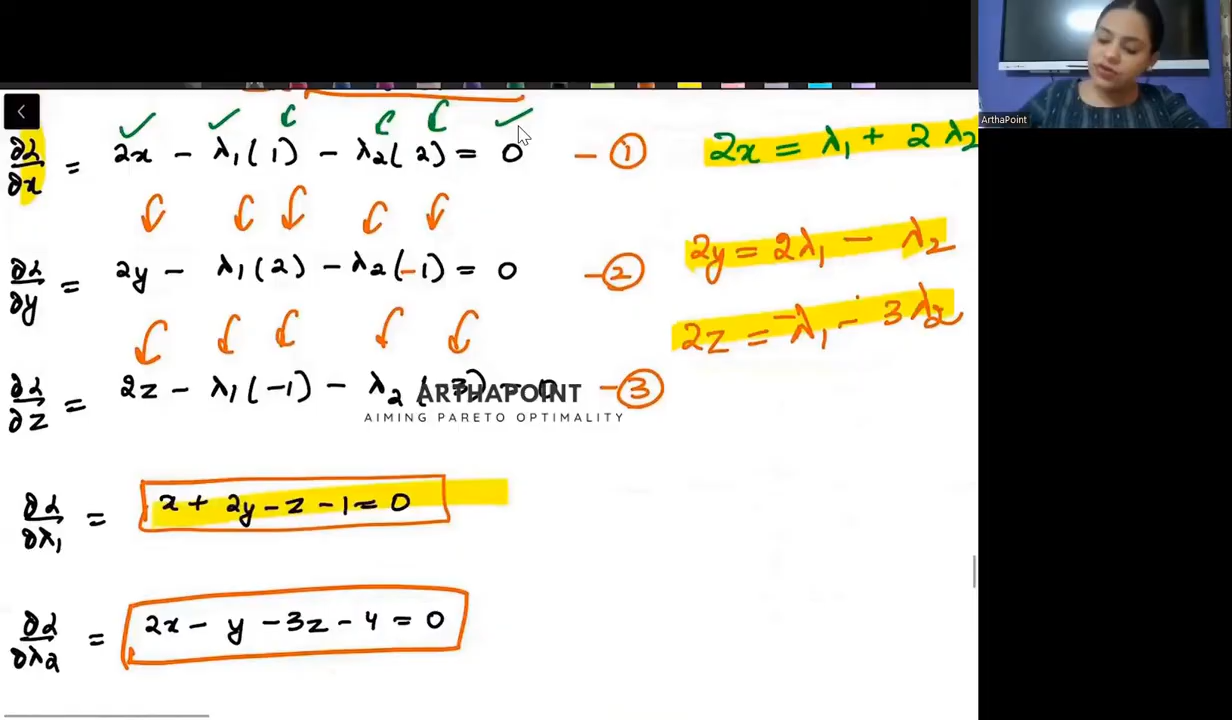 ∂ℒ/∂x = 2x − λ₁(1) − λ₂(2) = 0 − ①
2x = λ₁ + 2λ₂
ArthaPoint
∂ℒ/∂y = 2y − λ₁(2) − λ₂(−1) = 0 − ②
2y = 2λ₁ − λ₂
2z = −λ₁ − 3λ₂
∂ℒ/∂z = 2z − λ₁(−1) − λ₂(−3) = 0 − ③
ARTHAPOINT
AIMING PARETO OPTIMALITY
∂ℒ/∂λ₁ = x + 2y − z − 1 = 0
∂ℒ/∂λ₂ = 2x − y − 3z − 4 = 0